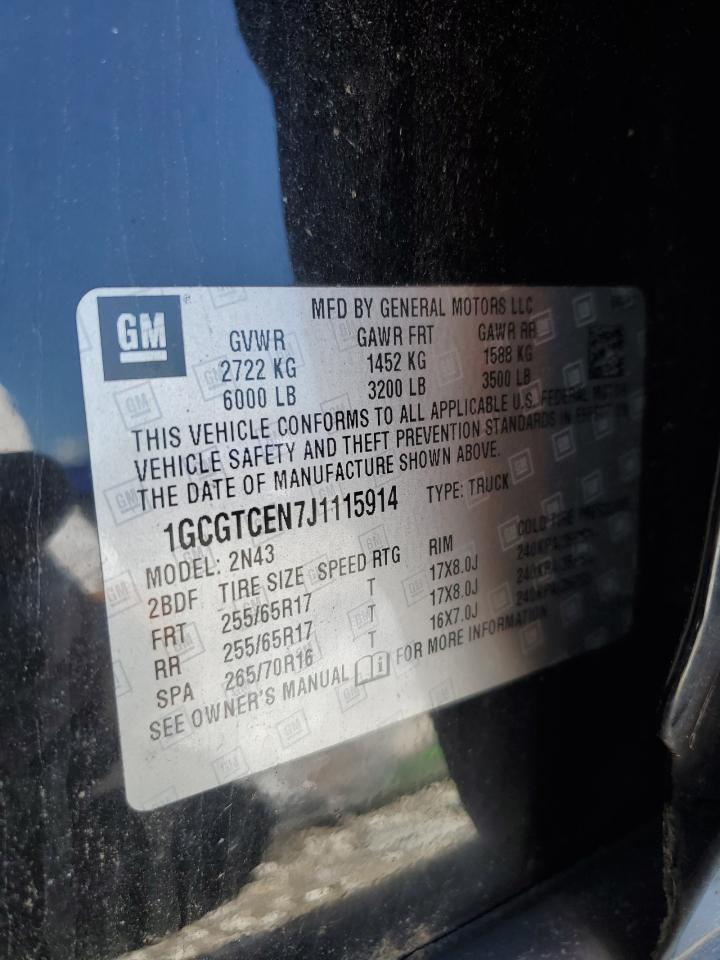 GM
MFD BY GENERAL MOTORS LLC
GVWR GAWR FRT GAWR RR
2722 KG 1452 KG 1588 KG
6000 LB 3200 LB 3500 LB
THIS VEHICLE CONFORMS TO ALL APPLICABLE U.S. FEDERAL MOTOR
VEHICLE SAFETY AND THEFT PREVENTION STANDARDS IN EFFECT ON
THE DATE OF MANUFACTURE SHOWN ABOVE.
1GCGTCEN7J1115914 TYPE: TRUCK
MODEL: 2N43
2BDF TIRE SIZE SPEED RTG RIM COLD TIRE PRESSURE
FRT 255/65R17 T 17X8.0J 240KPA
RR 255/65R17 T 17X8.0J 240KPA
SPA 265/70R16 T 16X7.0J 240KPA
SEE OWNER'S MANUAL FOR MORE INFORMATION